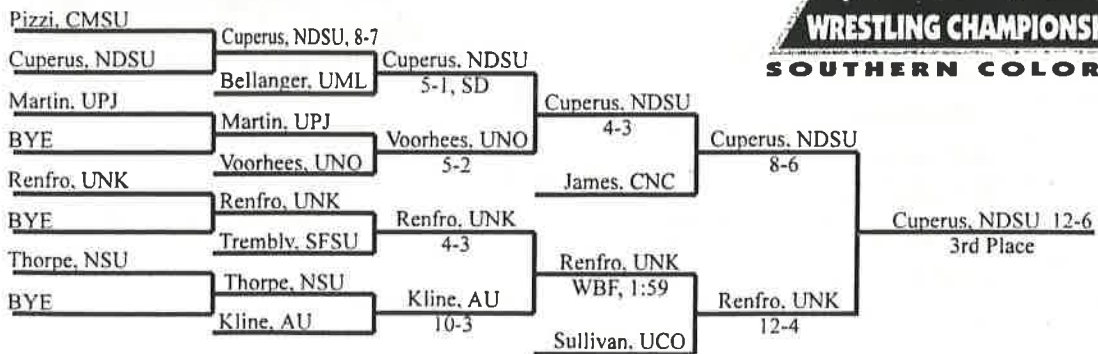 WRESTLING CHAMPIONS
SOUTHERN COLOR
Pizzi, CMSU
Cuperus, NDSU
Martin, UPJ
BYE
Renfro, UNK
BYE
Thorpe, NSU
BYE
Cuperus, NDSU, 8-7
Bellanger, UML
Martin, UPJ
Voorhees, UNO
Renfro, UNK
Trembly, SFSU
Thorpe, NSU
Kline, AU
Cuperus, NDSU
5-1, SD
Voorhees, UNO
5-2
Renfro, UNK
4-3
Kline, AU
10-3
Cuperus, NDSU
4-3
James, CNC
Renfro, UNK
WBF, 1:59
Sullivan, UCO
Cuperus, NDSU
8-6
Renfro, UNK
12-4
Cuperus, NDSU 12-6
3rd Place